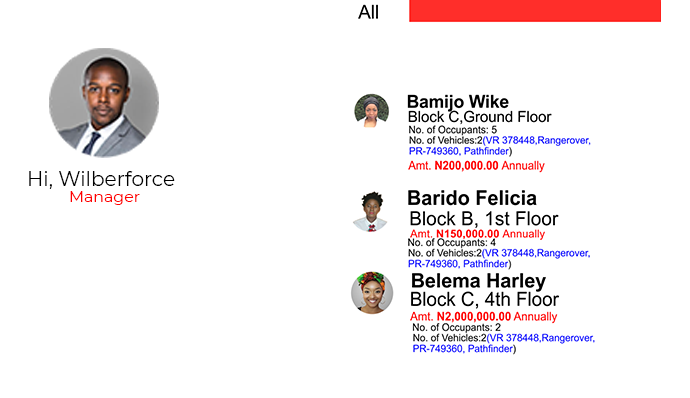 All
Hi, Wilberforce
Manager
Bamijo Wike
Block C,Ground Floor
No. of Occupants: 5
No. of Vehicles:2(VR 378448,Rangerover,
PR-749360, Pathfinder)
Amt. N200,000.00 Annually
Barido Felicia
Block B, 1st Floor
Amt. N150,000.00 Annually
No. of Occupants: 4
No. of Vehicles:2(VR 378448,Rangerover,
PR-749360, Pathfinder)
Belema Harley
Block C, 4th Floor
Amt. N2,000,000.00 Annually
No. of Occupants: 2
No. of Vehicles:2(VR 378448,Rangerover,
PR-749360, Pathfinder)